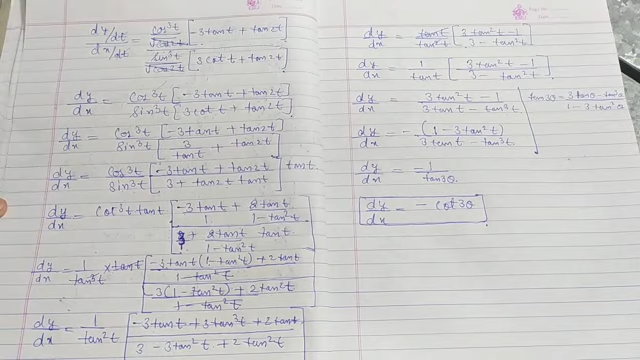 dy/dt / dx/dt = cos³t/√cos2t [-3tant + tan2t] / sin³t/√cos2t [3cott + tan2t]
dy/dx = cos³t [-3tant + tan2t] / sin³t [3tott + tan2t]
dy/dx = cos³t/sin³t [-3tant + tan2t / 3/tant + tan2t]
dy/dx = cos³t/sin³t [-3tant + tan2t / 3 + tan2t tant] tant
dy/dx = cot³t tant [-3tant/1 + 2tant/1-tan²t / 3 + 2tant/1-tan²t tant]
dy/dx = 1/tan³t × tant [-3tant(1-tan²t) + 2tant / 1-tan²t / 3(1-tan²t) + 2tan²t / 1-tan²t]
dy/dx = 1/tan²t [-3tant + 3tan³t + 2tant / 3 - 3tan²t + 2tan²t]
dy/dx = tant/tan²t [3tan²t - 1 / 3 - tan²t]
dy/dx = 1/tant [3tan²t - 1 / 3 - tan²t]
dy/dx = 3tan²t - 1 / 3tant - tan³t
tan3θ = 3tanθ - tan³θ / 1 - 3tan²θ
dy/dx = - (1 - 3tan²t) / 3tant - tan³t
dy/dx = -1/tan3θ
dy/dx = - cot3θ